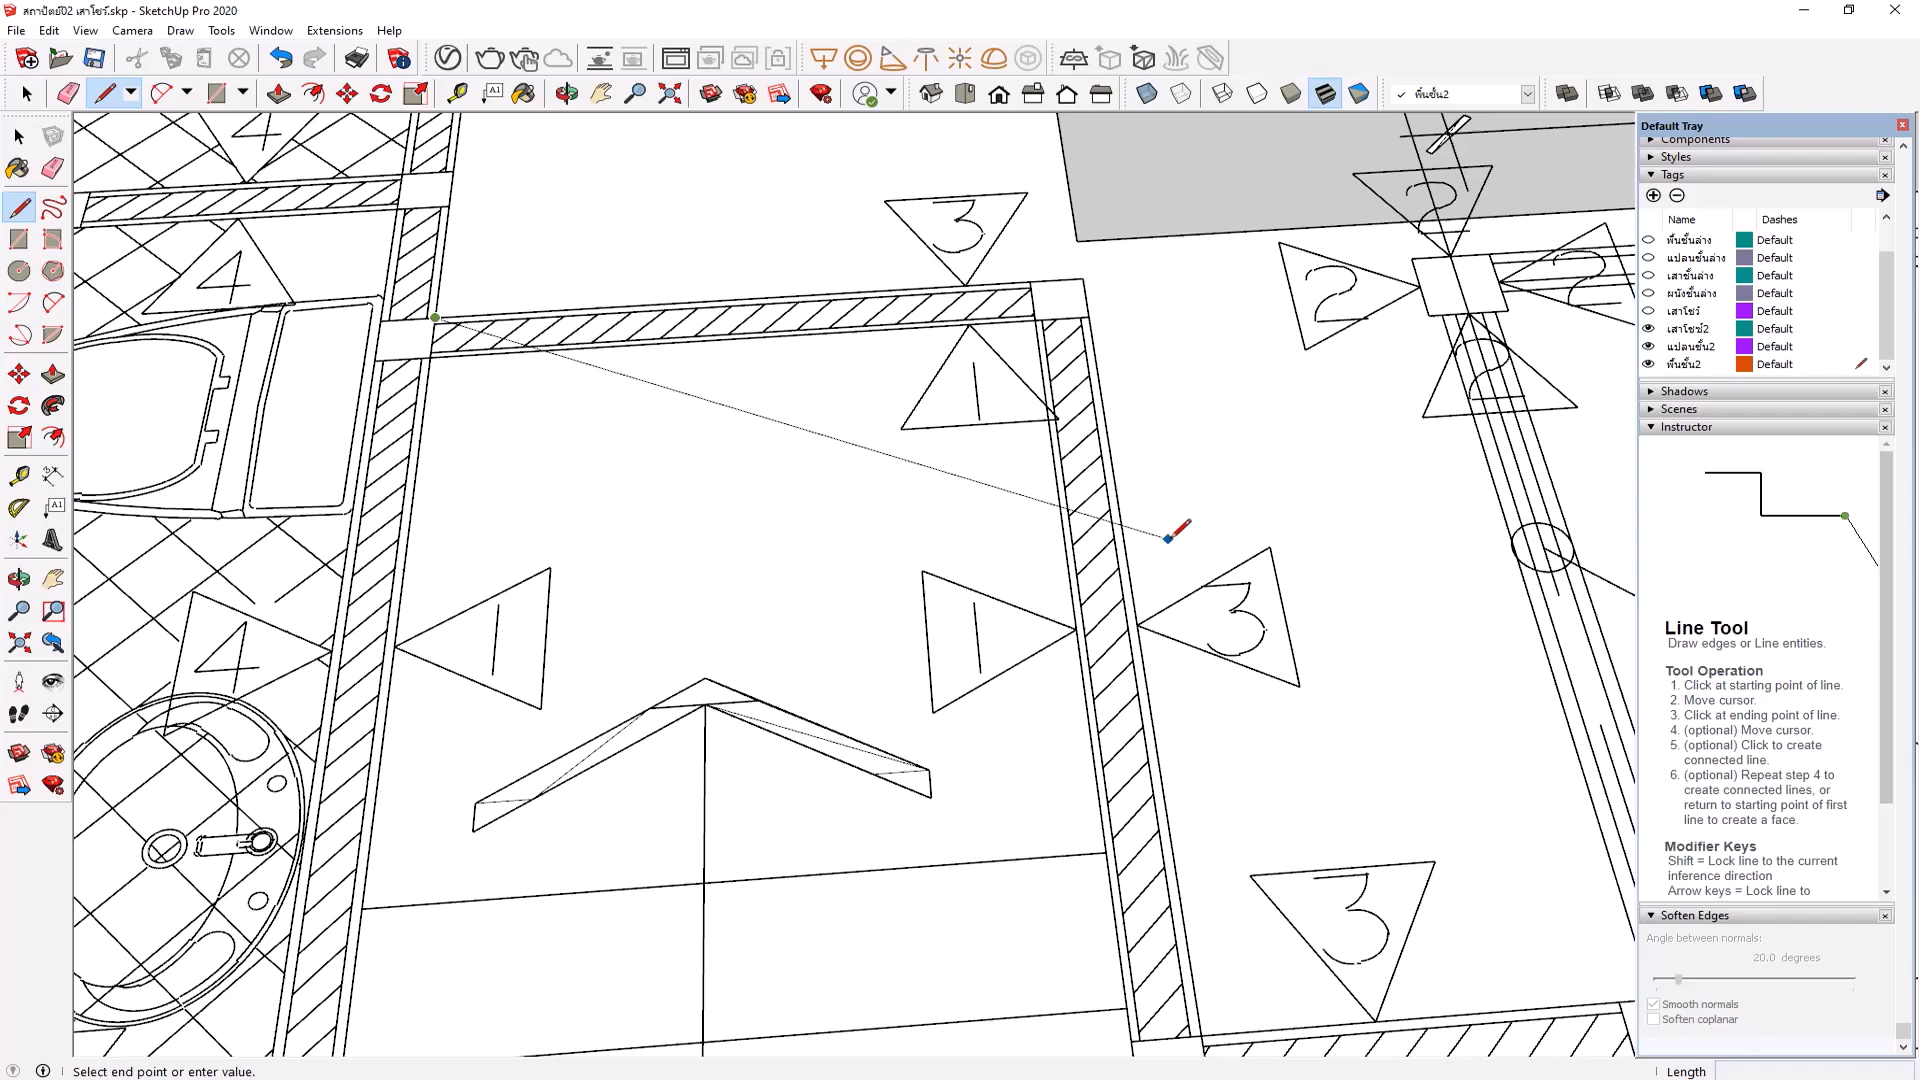 สถาปัตย์02 เสาโชร์.skp - SketchUp Pro 2020
File Edit View Camera Draw Tools Window Extensions Help
A1
พื้นชั้น2
Default Tray
Components
Styles
Tags
Name Dashes
พื้นชั้นล่าง Default
แปลนชั้นล่าง Default
เสาชั้นล่าง Default
ผนังชั้นล่าง Default
เสาโชร์ Default
เสาโชร์2 Default
แปลนชั้น2 Default
พื้นชั้น2 Default
Shadows
Scenes
Instructor
Line Tool
Draw edges or Line entities.
Tool Operation
1. Click at starting point of line.
2. Move cursor.
3. Click at ending point of line.
4. (optional) Move cursor.
5. (optional) Click to create
connected line.
6. (optional) Repeat step 4 to
create connected lines, or
return to starting point of first
line to create a face.
Modifier Keys
Shift = Lock line to the current
inference direction
Arrow keys = Lock line to
Soften Edges
Angle between normals:
20.0 degrees
Smooth normals
Soften coplanar
4
4
3
2
2
2
2
1
4
1
1
3
3
A1
Select end point or enter value.
Length